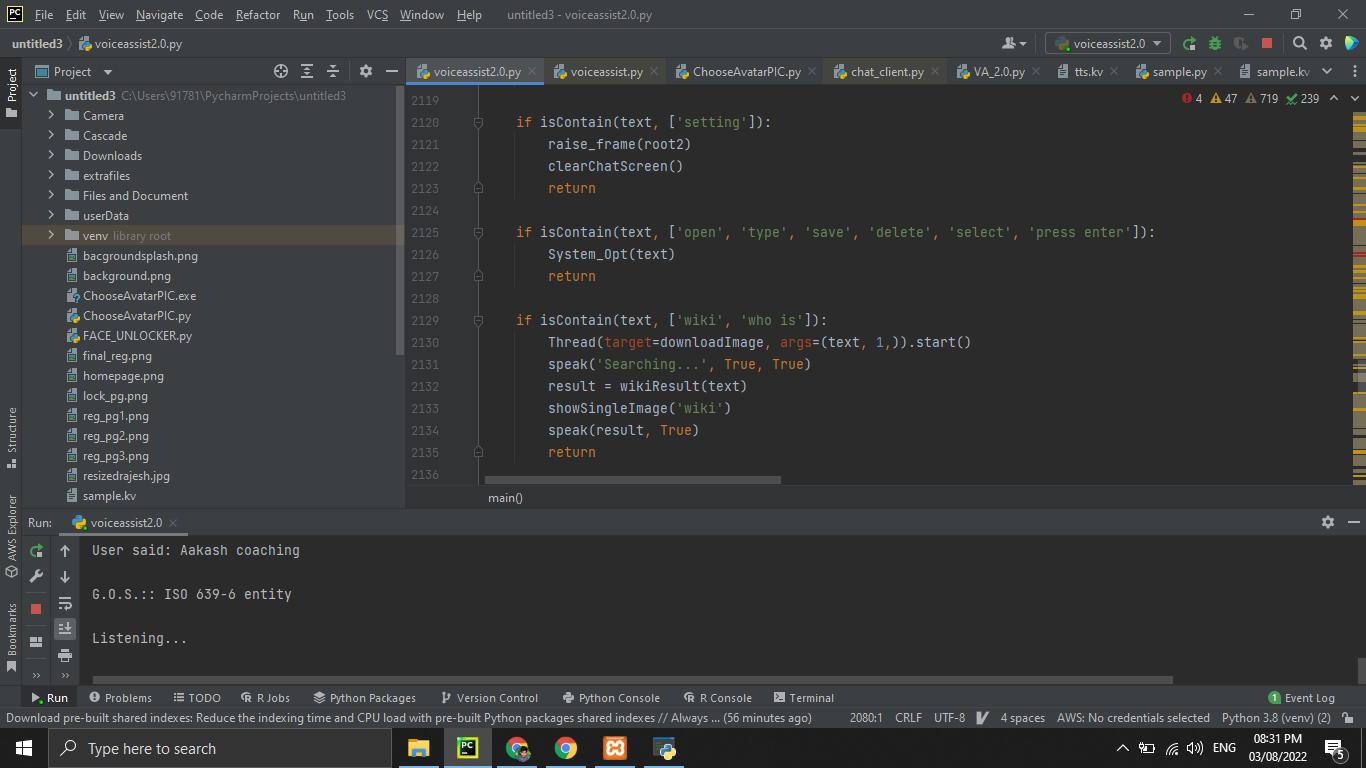 PC File Edit View Navigate Code Refactor Run Tools VCS Window Help untitled3 - voiceassist2.0.py
untitled3 voiceassist2.0.py voiceassist2.0
Project voiceassist2.0.py voiceassist.py ChooseAvatarPIC.py chat_client.py VA_2.0.py tts.kv sample.py sample.kv
Project
Structure
AWS Explorer
Bookmarks
untitled3 C:\Users\91781\PycharmProjects\untitled3
Camera
Cascade
Downloads
extrafiles
Files and Document
userData
venv library root
bacgroundsplash.png
background.png
ChooseAvatarPIC.exe
ChooseAvatarPIC.py
FACE_UNLOCKER.py
final_reg.png
homepage.png
lock_pg.png
reg_pg1.png
reg_pg2.png
reg_pg3.png
resizedrajesh.jpg
sample.kv
4 47 719 239
2119
2120 if isContain(text, ['setting']):
2121 raise_frame(root2)
2122 clearChatScreen()
2123 return
2124
2125 if isContain(text, ['open', 'type', 'save', 'delete', 'select', 'press enter']):
2126 System_Opt(text)
2127 return
2128
2129 if isContain(text, ['wiki', 'who is']):
2130 Thread(target=downloadImage, args=(text, 1,)).start()
2131 speak('Searching...', True, True)
2132 result = wikiResult(text)
2133 showSingleImage('wiki')
2134 speak(result, True)
2135 return
2136
main()
Run: voiceassist2.0
User said: Aakash coaching
G.O.S.:: ISO 639-6 entity
Listening...
Run Problems TODO R Jobs Python Packages Version Control Python Console R Console Terminal 1 Event Log
Download pre-built shared indexes: Reduce the indexing time and CPU load with pre-built Python packages shared indexes // Always ... (56 minutes ago) 2080:1 CRLF UTF-8 4 spaces AWS: No credentials selected Python 3.8 (venv) (2)
Type here to search PC ENG 08:31 PM
03/08/2022 5